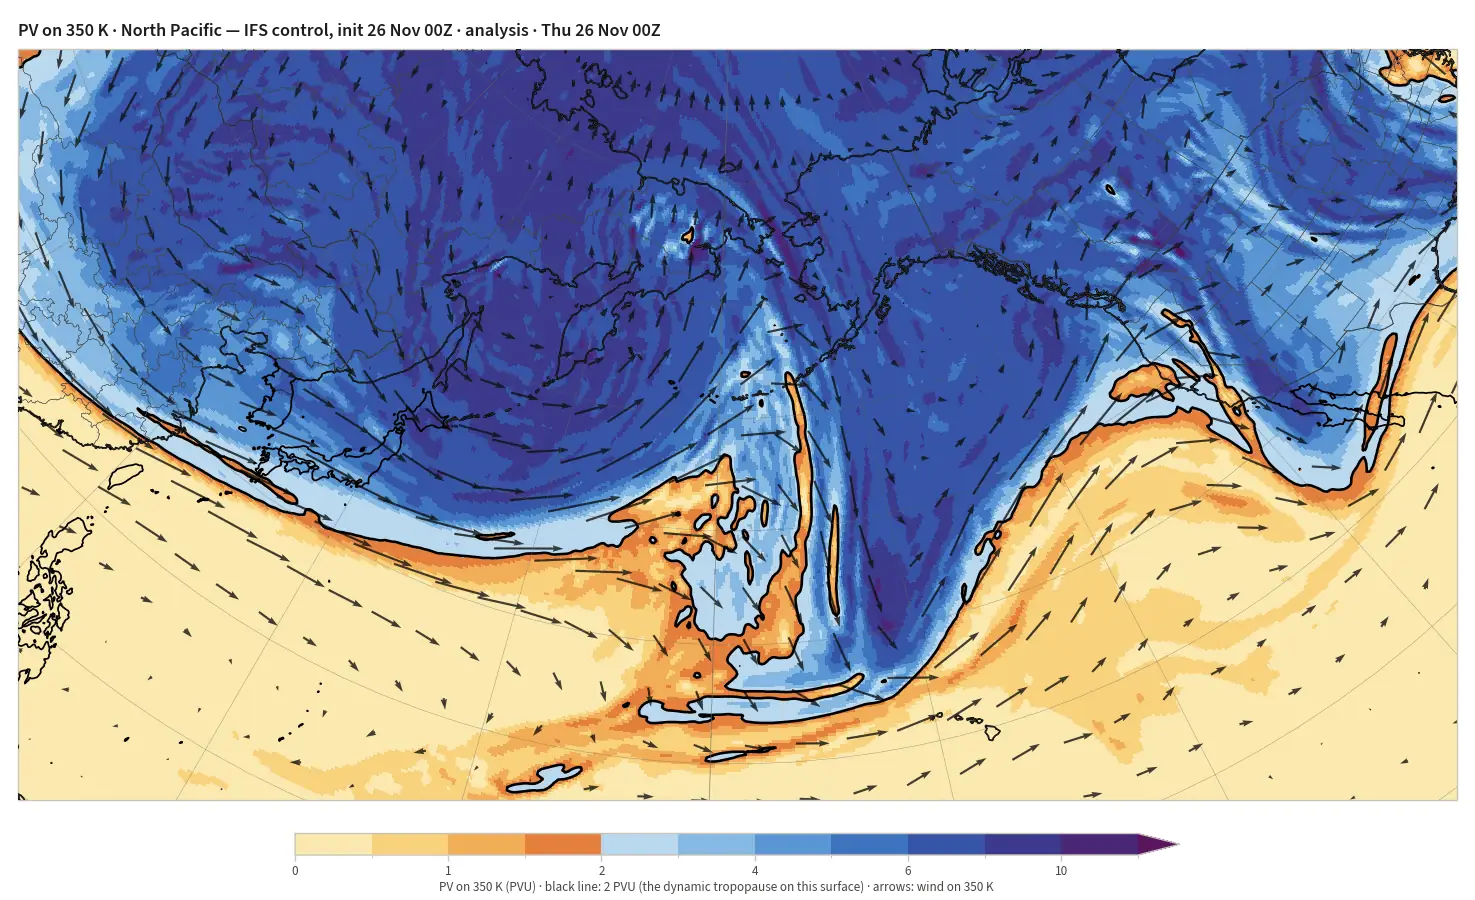 PV on 350 K · North Pacific — IFS control, init 26 Nov 00Z · analysis · Thu 26 Nov 00Z
0 1 2 4 6 10
PV on 350 K (PVU) · black line: 2 PVU (the dynamic tropopause on this surface) · arrows: wind on 350 K